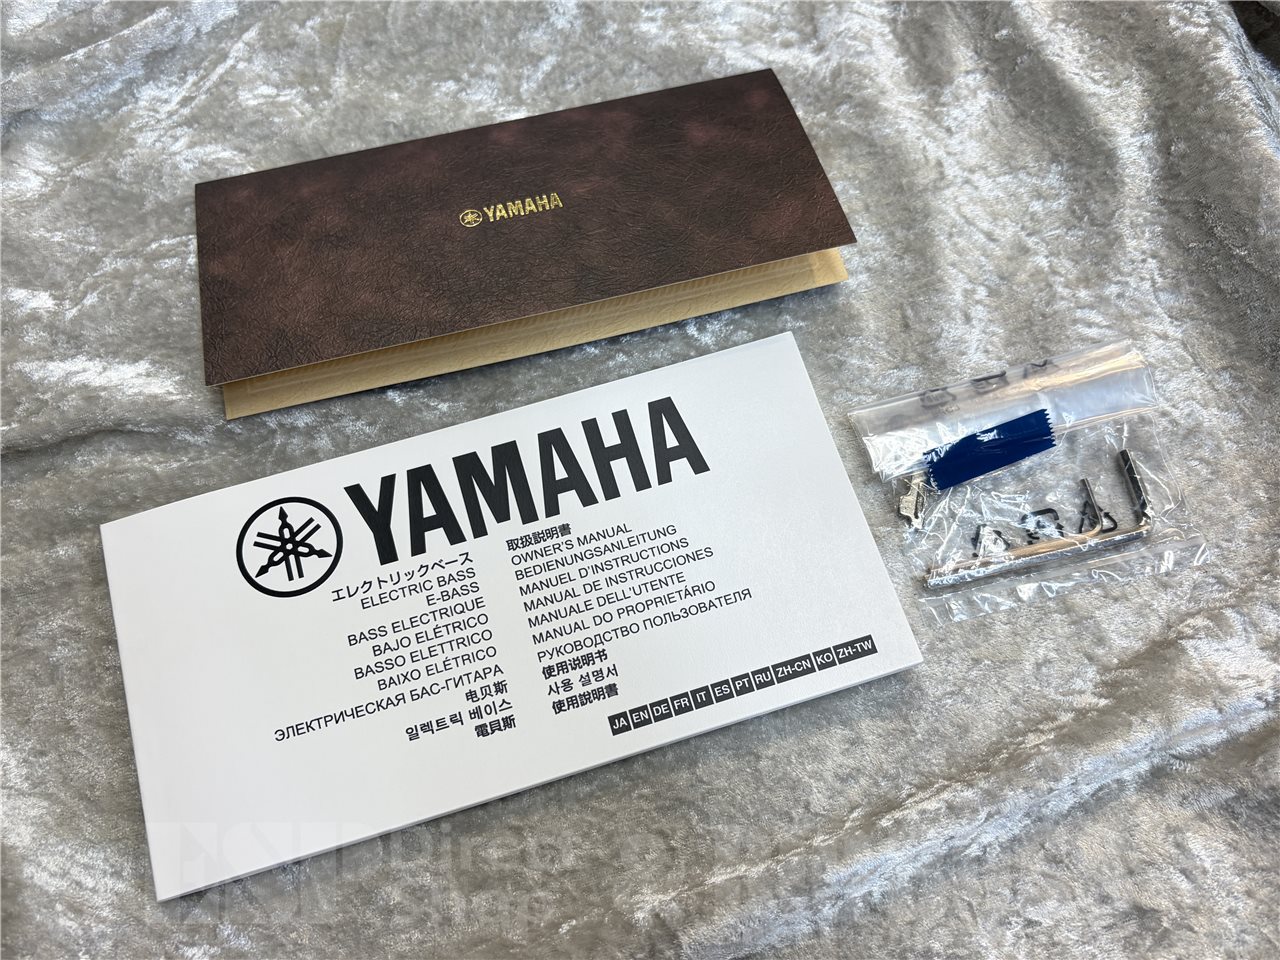 YAMAHA
YAMAHA
エレクトリックベース
ELECTRIC BASS
E-BASS
BASS ELECTRIQUE
BAJO ELÉTRICO
BASSO ELETTRICO
BAIXO ELÉTRICO
ЭЛЕКТРИЧЕСКАЯ БАС-ГИТАРА
电贝斯
일렉트릭 베이스
電貝斯
取扱説明書
OWNER'S MANUAL
BEDIENUNGSANLEITUNG
MANUEL D'INSTRUCTIONS
MANUAL DE INSTRUCCIONES
MANUALE DELL'UTENTE
MANUAL DO PROPRIETÁRIO
РУКОВОДСТВО ПОЛЬЗОВАТЕЛЯ
使用说明书
사용 설명서
使用說明書
JA EN DE FR IT ES PT RU ZH-CN KO ZH-TW
Direct
Shop